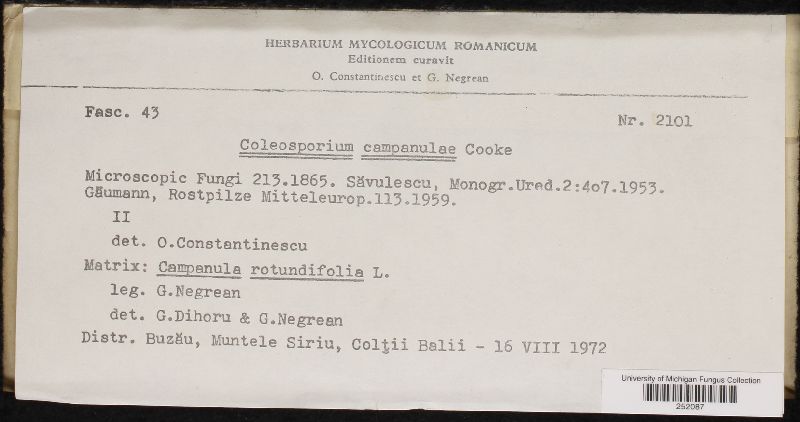 HERBARIUM MYCOLOGICUM ROMANICUM
Editionem curavit
O. Constantinescu et G. Negrean
Fasc. 43
Nr. 2101
Coleosporium campanulae Cooke
Microscopic Fungi 213.1865. Săvulescu, Monogr.Ured.2:407.1953.
Găumann, Rostpilze Mitteleurop.113.1959.
II
det. O.Constantinescu
Matrix: Campanula rotundifolia L.
leg. G.Negrean
det. G.Dihoru & G.Negrean
Distr. Buzău, Muntele Siriu, Colţii Balii - 16 VIII 1972
University of Michigan Fungus Collection
252087